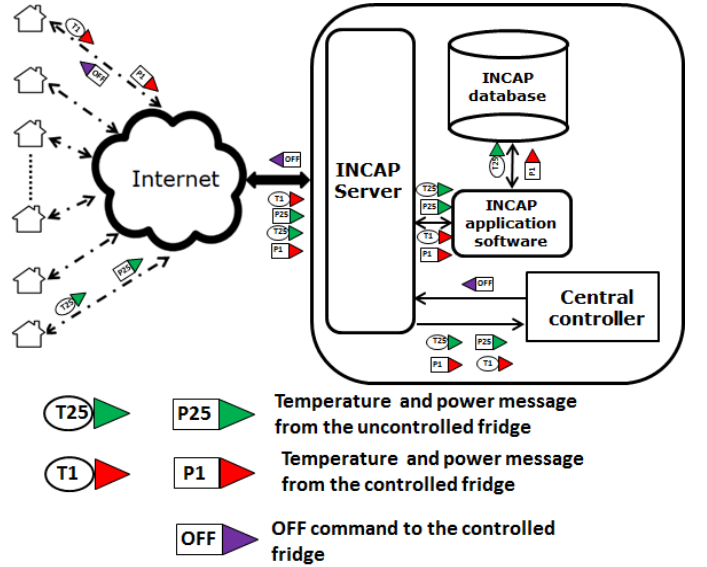 T1
OFF
P1
Internet
T25
P25
OFF
T1
P25
T25
P1
INCAP
Server
INCAP
database
T25
P1
T25
P25
T1
P1
INCAP
application
software
OFF
Central
controller
T25 P25
P1 T1
T25 P25 Temperature and power message
from the uncontrolled fridge
T1 P1 Temperature and power message
from the controlled fridge
OFF OFF command to the controlled
fridge